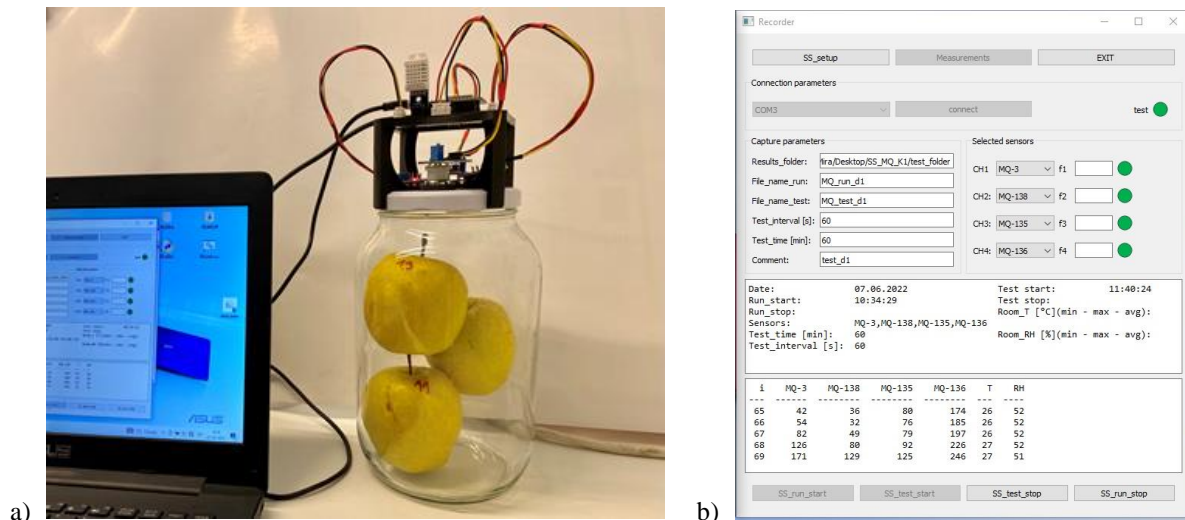 Recorder
SS_setup Measurements EXIT
Connection parameters
COM3 connect test
Capture parameters Selected sensors
Results_folder: fira/Desktop/SS_MQ_K1/test_folder
CH1 MQ-3 f1
File_name_run: MQ_run_d1
CH2: MQ-138 f2
File_name_test: MQ_test_d1
CH3: MQ-135 f3
Test_interval [s]: 60
Test_time [min]: 60
CH4: MQ-136 f4
Comment: test_d1
Date: 07.06.2022 Test start: 11:40:24
Run_start: 10:34:29 Test stop:
Run_stop: Room_T [°C](min - max - avg):
Sensors: MQ-3,MQ-138,MQ-135,MQ-136
Test_time [min]: 60 Room_RH [%](min - max - avg):
Test_interval [s]: 60
i MQ-3 MQ-138 MQ-135 MQ-136 T RH
--- ------ -------- -------- -------- --- ----
65 42 36 80 174 26 52
66 54 32 76 185 26 52
67 82 49 79 197 26 52
68 126 80 92 226 27 52
69 171 129 125 246 27 51
SS_run_start SS_test_start SS_test_stop SS_run_stop
ASUS
ASUS
a) b)